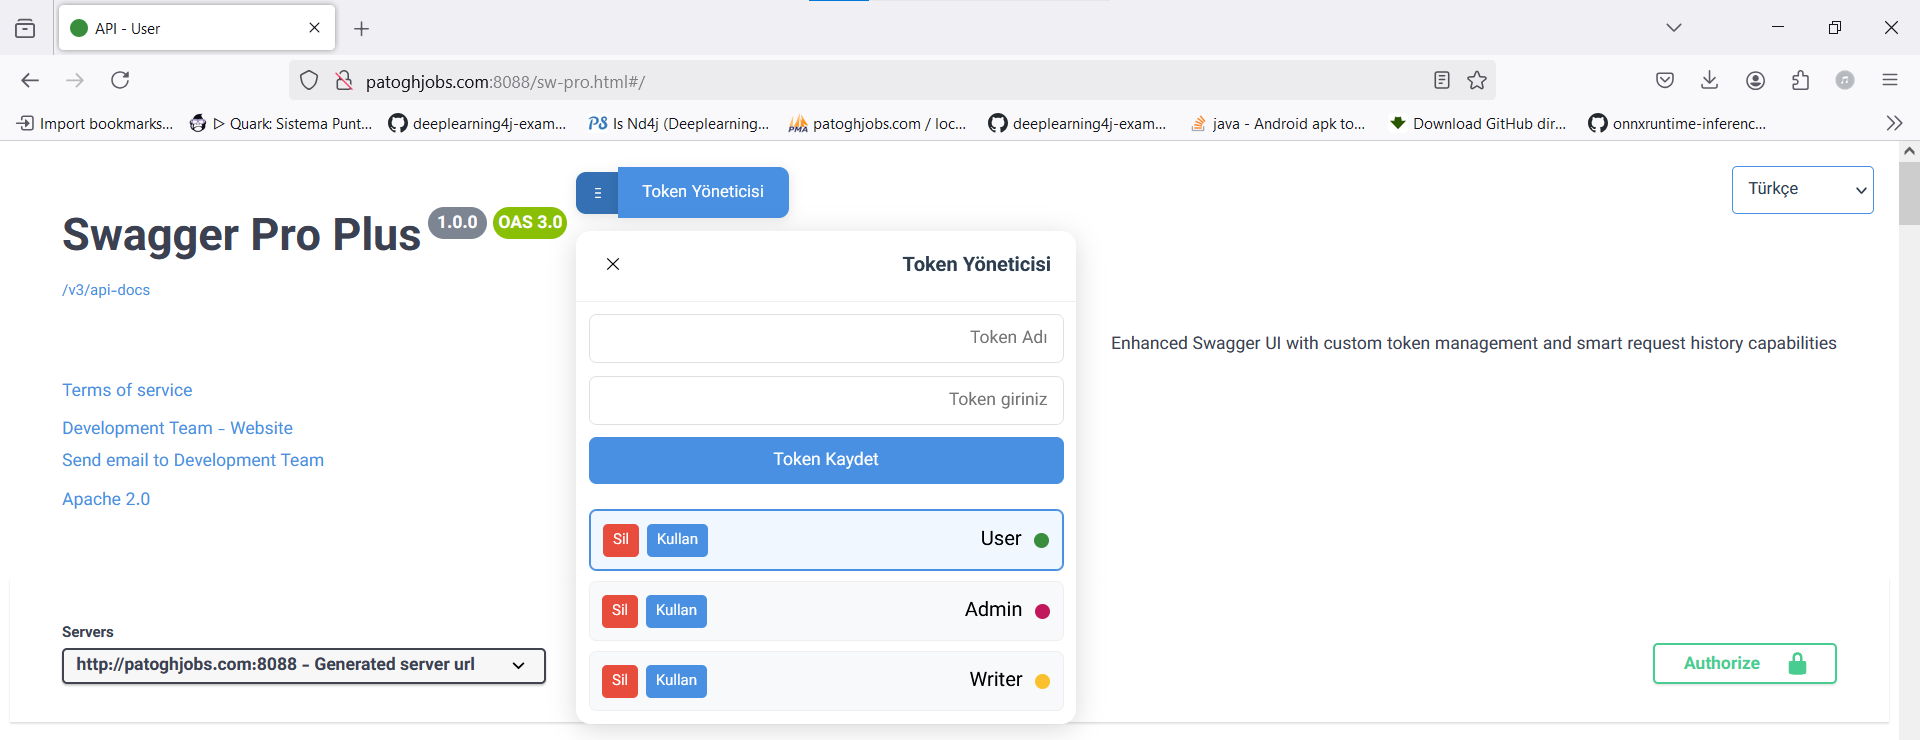 API - User
patoghjobs.com:8088/sw-pro.html#/
Import bookmarks...
ᐅ Quark: Sistema Punt...
deeplearning4j-exam...
Is Nd4j (Deeplearning...
patoghjobs.com / loc...
deeplearning4j-exam...
java - Android apk to...
Download GitHub dir...
onnxruntime-inferenc...
Token Yöneticisi
Türkçe
Swagger Pro Plus 1.0.0 OAS 3.0
/v3/api-docs
Token Yöneticisi
Token Adı
Enhanced Swagger UI with custom token management and smart request history capabilities
Token giriniz
Terms of service
Development Team - Website
Send email to Development Team
Apache 2.0
Token Kaydet
Sil Kullan User
Sil Kullan Admin
Sil Kullan Writer
Servers
http://patoghjobs.com:8088 - Generated server url
Authorize